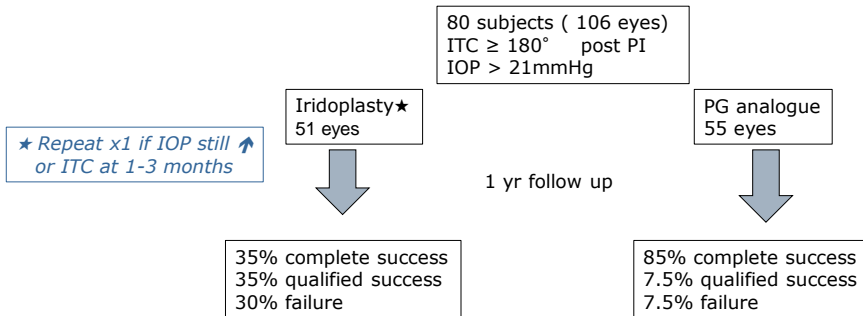 80 subjects ( 106 eyes)
ITC ≥ 180° post PI
IOP > 21mmHg
Iridoplasty★
51 eyes
PG analogue
55 eyes
★ Repeat x1 if IOP still ↑
or ITC at 1-3 months
1 yr follow up
35% complete success
35% qualified success
30% failure
85% complete success
7.5% qualified success
7.5% failure